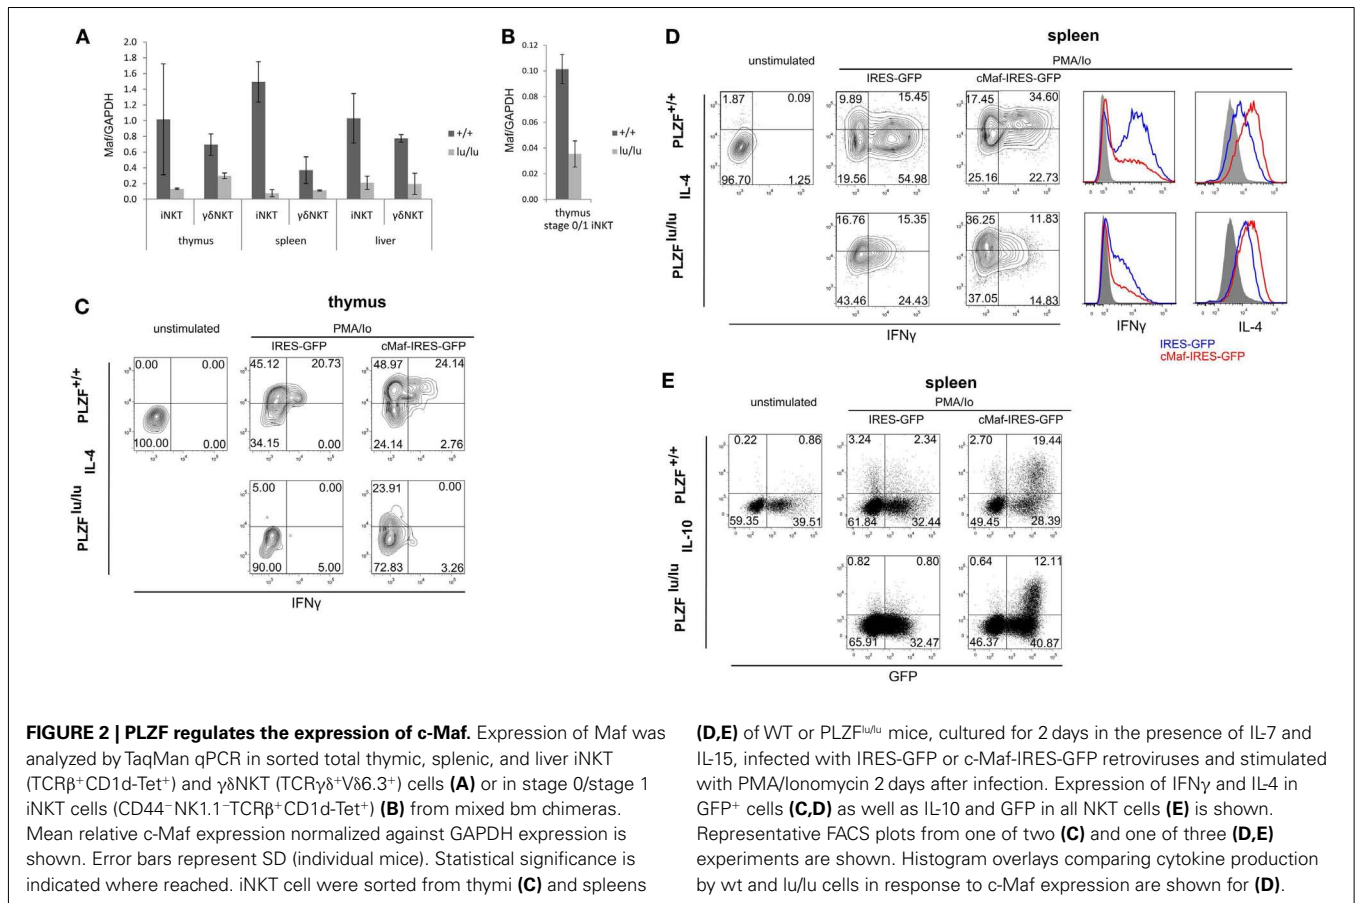 A
Maf/GAPDH
2.0
1.8
1.6
1.4
1.2
1.0
0.8
0.6
0.4
0.2
0.0
+/+
lu/lu
iNKT γδNKT iNKT γδNKT iNKT γδNKT
thymus spleen liver
B
Maf/GAPDH
0.12
0.10
0.08
0.06
0.04
0.02
0.00
+/+
lu/lu
thymus
stage 0/1 iNKT
C
thymus
unstimulated
PMA/Io
IRES-GFP cMaf-IRES-GFP
PLZF+/+
0.00 0.00
100.00 0.00
45.12 20.73
34.15 0.00
48.97 24.14
24.14 2.76
IL-4
PLZFlu/lu
5.00 0.00
90.00 5.00
23.91 0.00
72.83 3.26
IFNγ
D
spleen
unstimulated
PMA/Io
IRES-GFP cMaf-IRES-GFP
PLZF+/+
1.87 0.09
96.70 1.25
9.89 15.45
19.56 54.98
17.45 34.60
25.16 22.73
IL-4
PLZFlu/lu
16.76 15.35
43.46 24.43
36.25 11.83
37.05 14.83
IFNγ
IFNγ IL-4
IRES-GFP
cMaf-IRES-GFP
E
spleen
unstimulated
PMA/Io
IRES-GFP cMaf-IRES-GFP
PLZF+/+
0.22 0.86
59.35 39.51
3.24 2.34
61.84 32.44
2.70 19.44
49.45 28.39
IL-10
PLZFlu/lu
0.82 0.80
65.91 32.47
0.64 12.11
46.37 40.87
GFP
FIGURE 2 | PLZF regulates the expression of c-Maf. Expression of Maf was
analyzed by TaqMan qPCR in sorted total thymic, splenic, and liver iNKT
(TCRβ+CD1d-Tet+) and γδNKT (TCRγδ+Vδ6.3+) cells (A) or in stage 0/stage 1
iNKT cells (CD44−NK1.1−TCRβ+CD1d-Tet+) (B) from mixed bm chimeras.
Mean relative c-Maf expression normalized against GAPDH expression is
shown. Error bars represent SD (individual mice). Statistical significance is
indicated where reached. iNKT cell were sorted from thymi (C) and spleens
(D,E) of WT or PLZFlu/lu mice, cultured for 2 days in the presence of IL-7 and
IL-15, infected with IRES-GFP or c-Maf-IRES-GFP retroviruses and stimulated
with PMA/Ionomycin 2 days after infection. Expression of IFNγ and IL-4 in
GFP+ cells (C,D) as well as IL-10 and GFP in all NKT cells (E) is shown.
Representative FACS plots from one of two (C) and one of three (D,E)
experiments are shown. Histogram overlays comparing cytokine production
by wt and lu/lu cells in response to c-Maf expression are shown for (D).